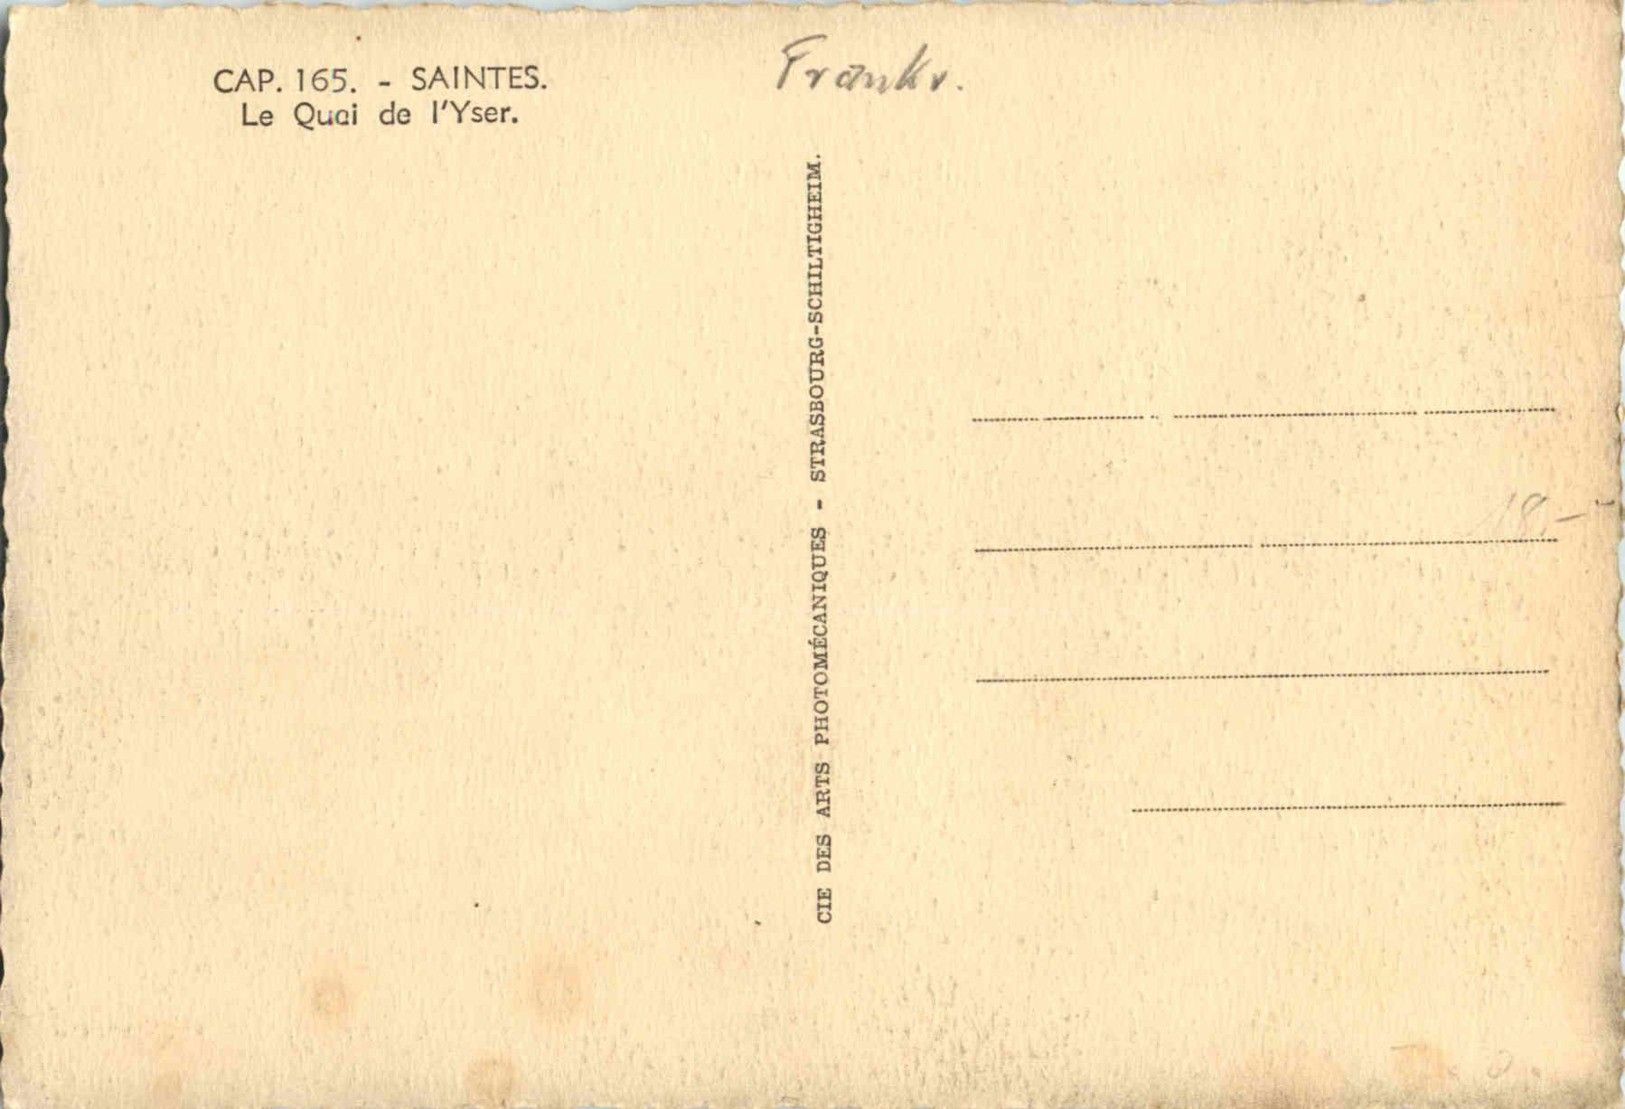 CAP. 165. - SAINTES.
Le Quai de l'Yser.
Frankr.
CIE DES ARTS PHOTOMÉCANIQUES - STRASBOURG-SCHILTIGHEIM.
18,-